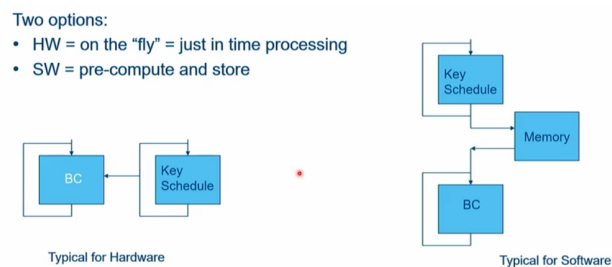 Two options:
• HW = on the “fly” = just in time processing
• SW = pre-compute and store
Key
Schedule
Memory
BC
Key
Schedule
BC
Typical for Hardware
Typical for Software